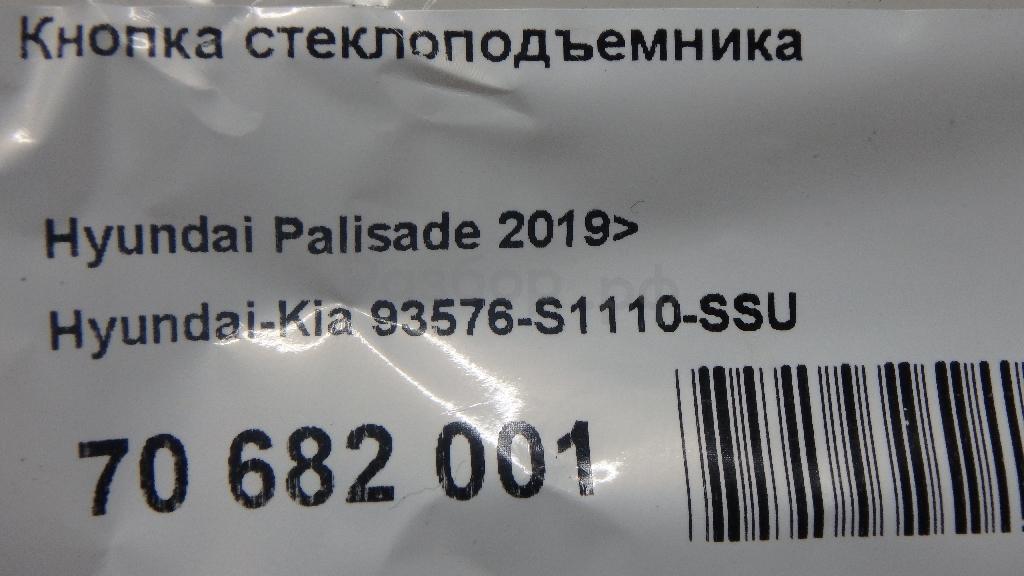 Кнопка стеклоподъемника
Hyundai Palisade 2019>
Hyundai-Kia 93576-S1110-SSU
70 682 001